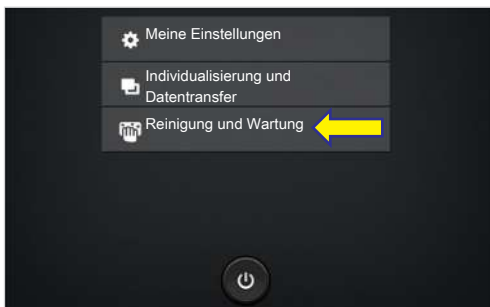 Meine Einstellungen
Individualisierung und
Datentransfer
Reinigung und Wartung